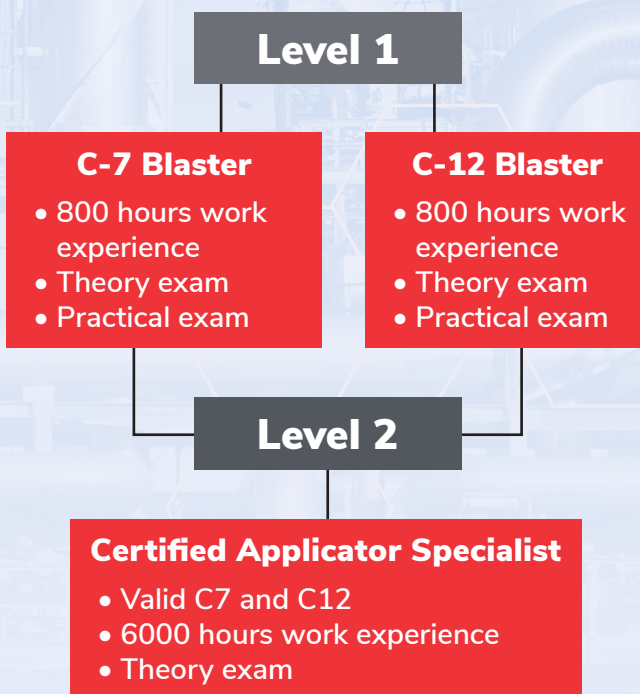 Level 1
C-7 Blaster
• 800 hours work
experience
• Theory exam
• Practical exam
C-12 Blaster
• 800 hours work
experience
• Theory exam
• Practical exam
Level 2
Certified Applicator Specialist
• Valid C7 and C12
• 6000 hours work experience
• Theory exam